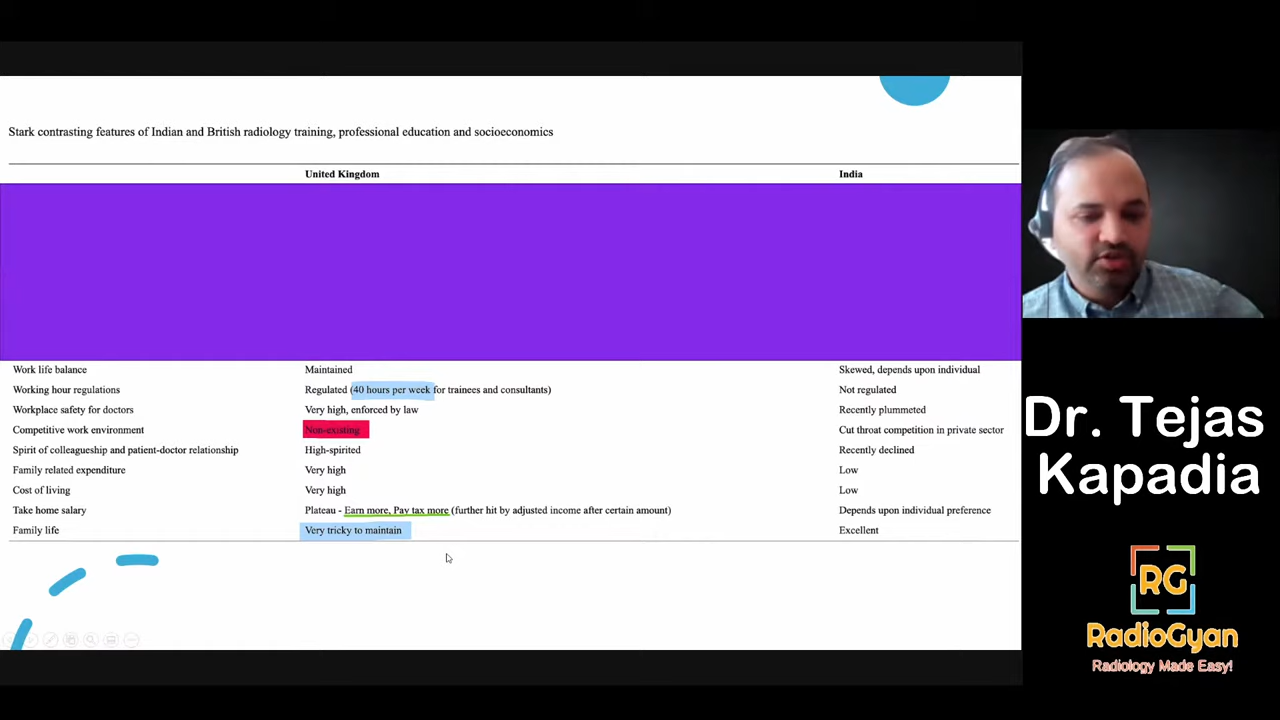 Stark contrasting features of Indian and British radiology training, professional education and socioeconomics
United Kingdom India
Work life balance Maintained Skewed, depends upon individual
Working hour regulations Regulated (40 hours per week for trainees and consultants) Not regulated
Workplace safety for doctors Very high, enforced by law Recently plummeted
Competitive work environment Non-existing Cut throat competition in private sector
Spirit of colleagueship and patient-doctor relationship High-spirited Recently declined
Family related expenditure Very high Low
Cost of living Very high Low
Take home salary Plateau - Earn more, Pay tax more (further hit by adjusted income after certain amount) Depends upon individual preference
Family life Very tricky to maintain Excellent
Dr. Tejas
Kapadia
RG
RadioGyan
Radiology Made Easy!